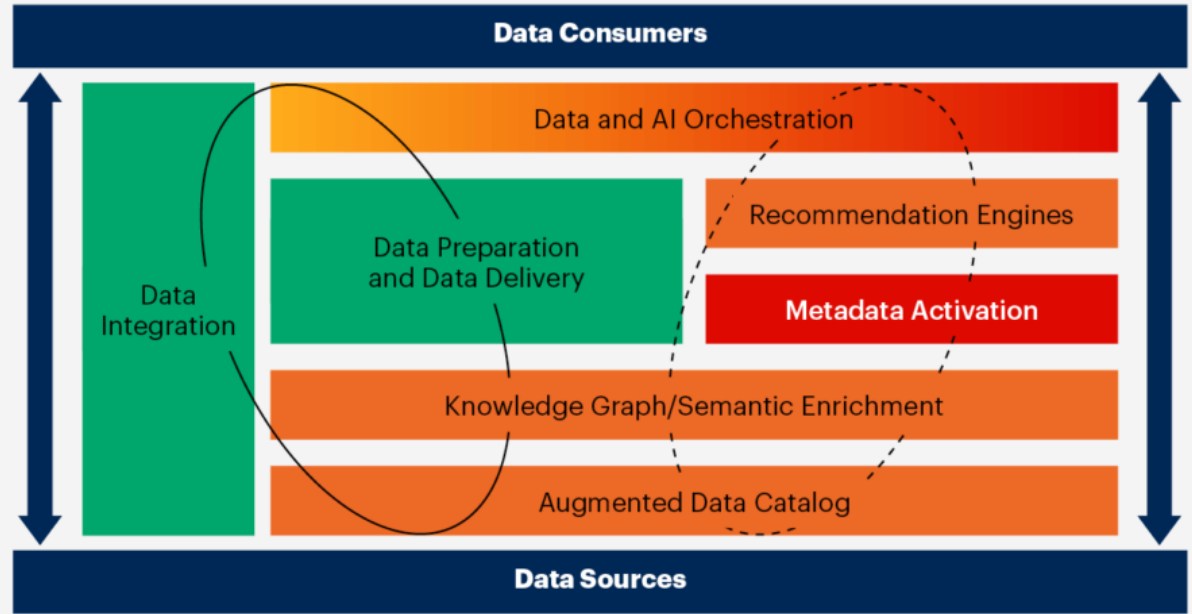 Data Consumers
Data and AI Orchestration
Recommendation Engines
Data Preparation
and Data Delivery
Data
Integration
Metadata Activation
Knowledge Graph/Semantic Enrichment
Augmented Data Catalog
Data Sources